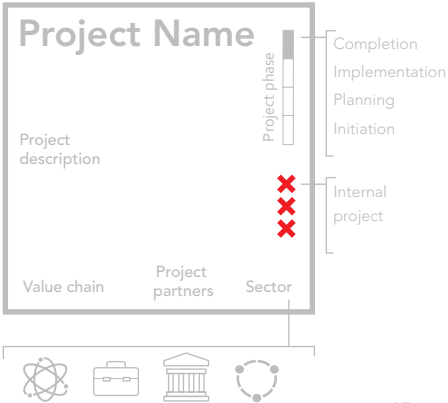 Project Name
Project phase
Completion
Implementation
Planning
Initiation
Project
description
Internal
project
Value chain
Project
partners
Sector